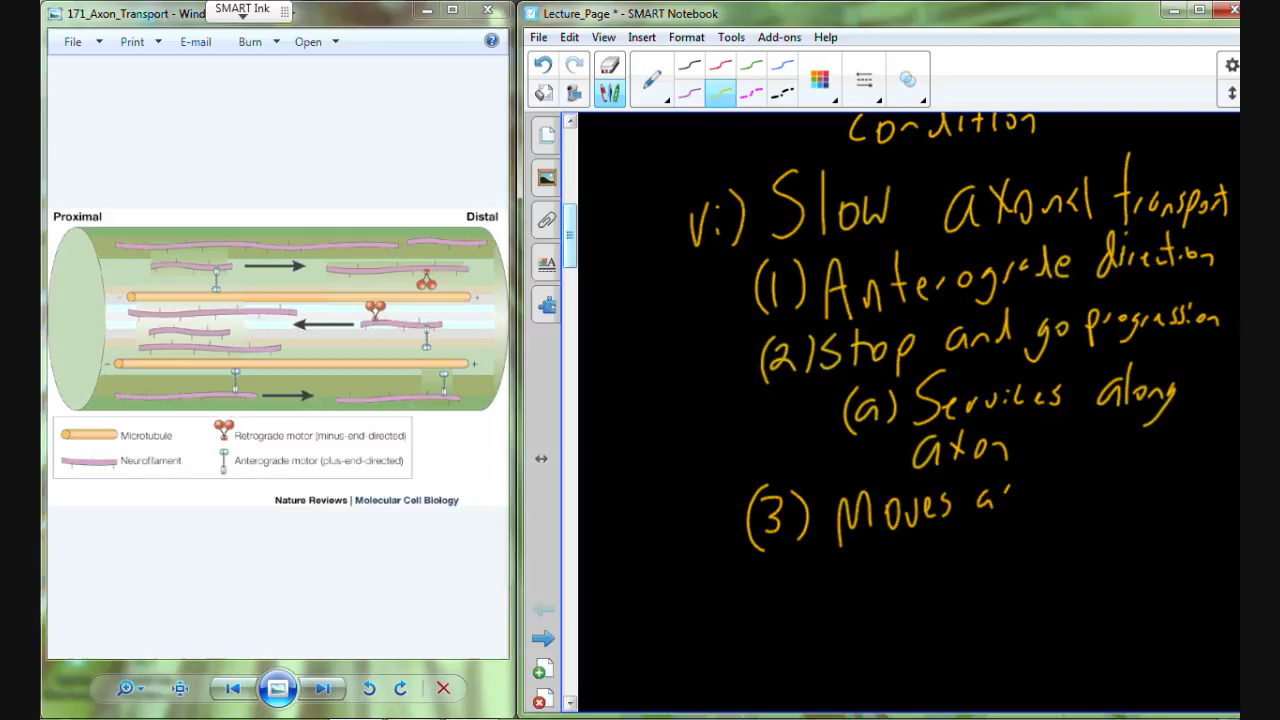 171_Axon_Transport - Wind
SMART Ink
File Print E-mail Burn Open
Proximal Distal
- +
- +
Microtubule Retrograde motor (minus-end-directed)
Neurofilament Anterograde motor (plus-end-directed)
Nature Reviews | Molecular Cell Biology
Lecture_Page * - SMART Notebook
File Edit View Insert Format Tools Add-ons Help
condition
vi) Slow axonal transport
(1) Anterograde direction
(2) Stop and go progression
(a) Services along
axon
(3) Moves a